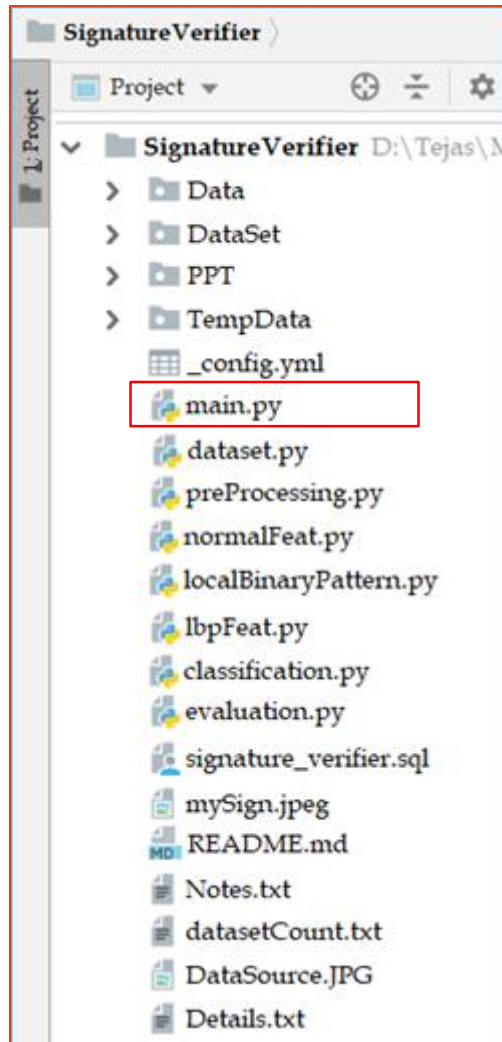 SignatureVerifier
1: Project
Project
SignatureVerifier D:\Tejas\
Data
DataSet
PPT
TempData
_config.yml
main.py
dataset.py
preProcessing.py
normalFeat.py
localBinaryPattern.py
lbpFeat.py
classification.py
evaluation.py
signature_verifier.sql
mySign.jpeg
MD README.md
Notes.txt
datasetCount.txt
DataSource.JPG
Details.txt